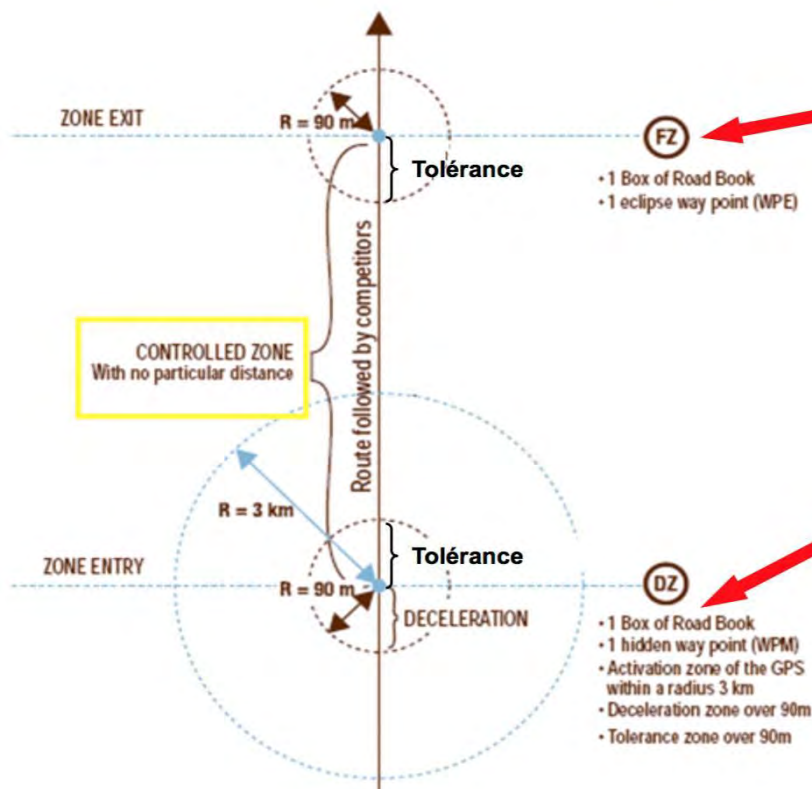 ZONE EXIT
R = 90 m
FZ
Tolérance
• 1 Box of Road Book
• 1 eclipse way point (WPE)
CONTROLLED ZONE
With no particular distance
Route followed by competitors
R = 3 km
Tolérance
ZONE ENTRY
R = 90 m
DZ
DECELERATION
• 1 Box of Road Book
• 1 hidden way point (WPM)
• Activation zone of the GPS
within a radius 3 km
• Deceleration zone over 90m
• Tolerance zone over 90m